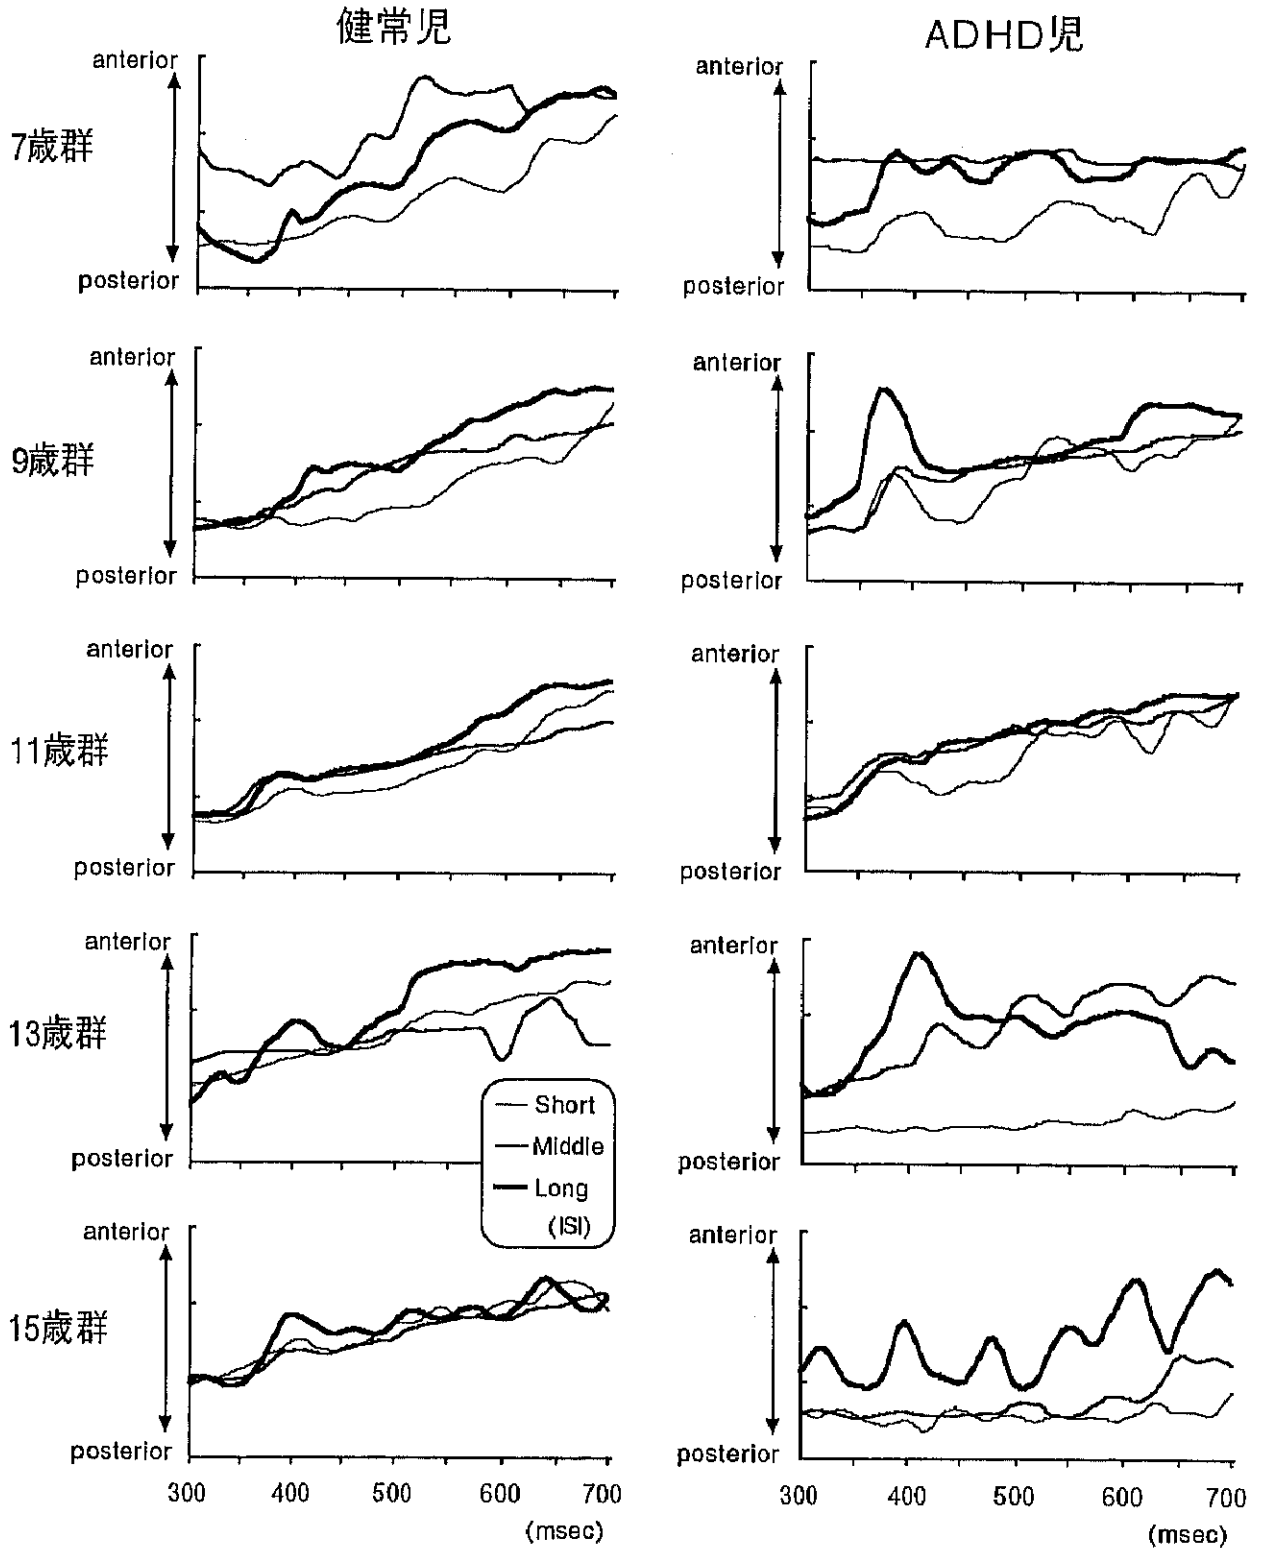 健常児
ADHD児
7歳群
anterior
posterior
anterior
posterior
9歳群
anterior
posterior
anterior
posterior
11歳群
anterior
posterior
anterior
posterior
13歳群
anterior
posterior
anterior
posterior
Short
Middle
Long
(ISI)
15歳群
anterior
posterior
anterior
posterior
300 400 500 600 700
(msec)
300 400 500 600 700
(msec)